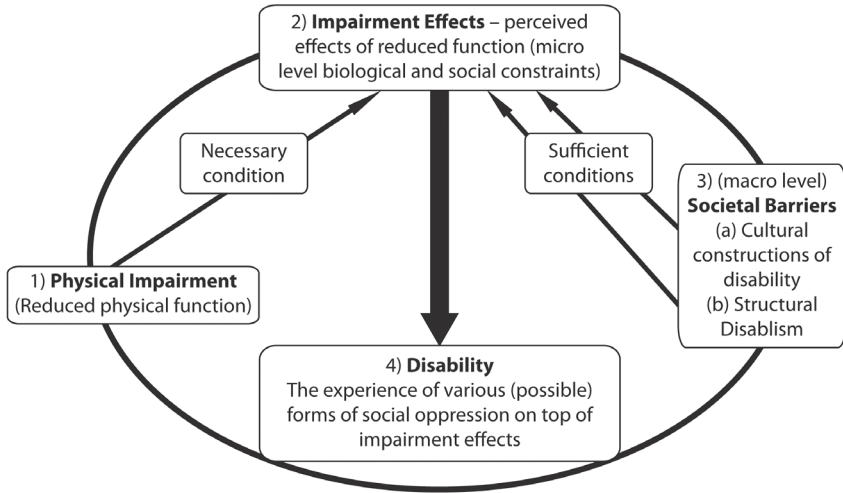 2) Impairment Effects – perceived
effects of reduced function (micro
level biological and social constraints)
Necessary
condition
Sufficient
conditions
1) Physical Impairment
(Reduced physical function)
3) (macro level)
Societal Barriers
(a) Cultural
constructions of
disability
(b) Structural
Disablism
4) Disability
The experience of various (possible)
forms of social oppression on top of
impairment effects